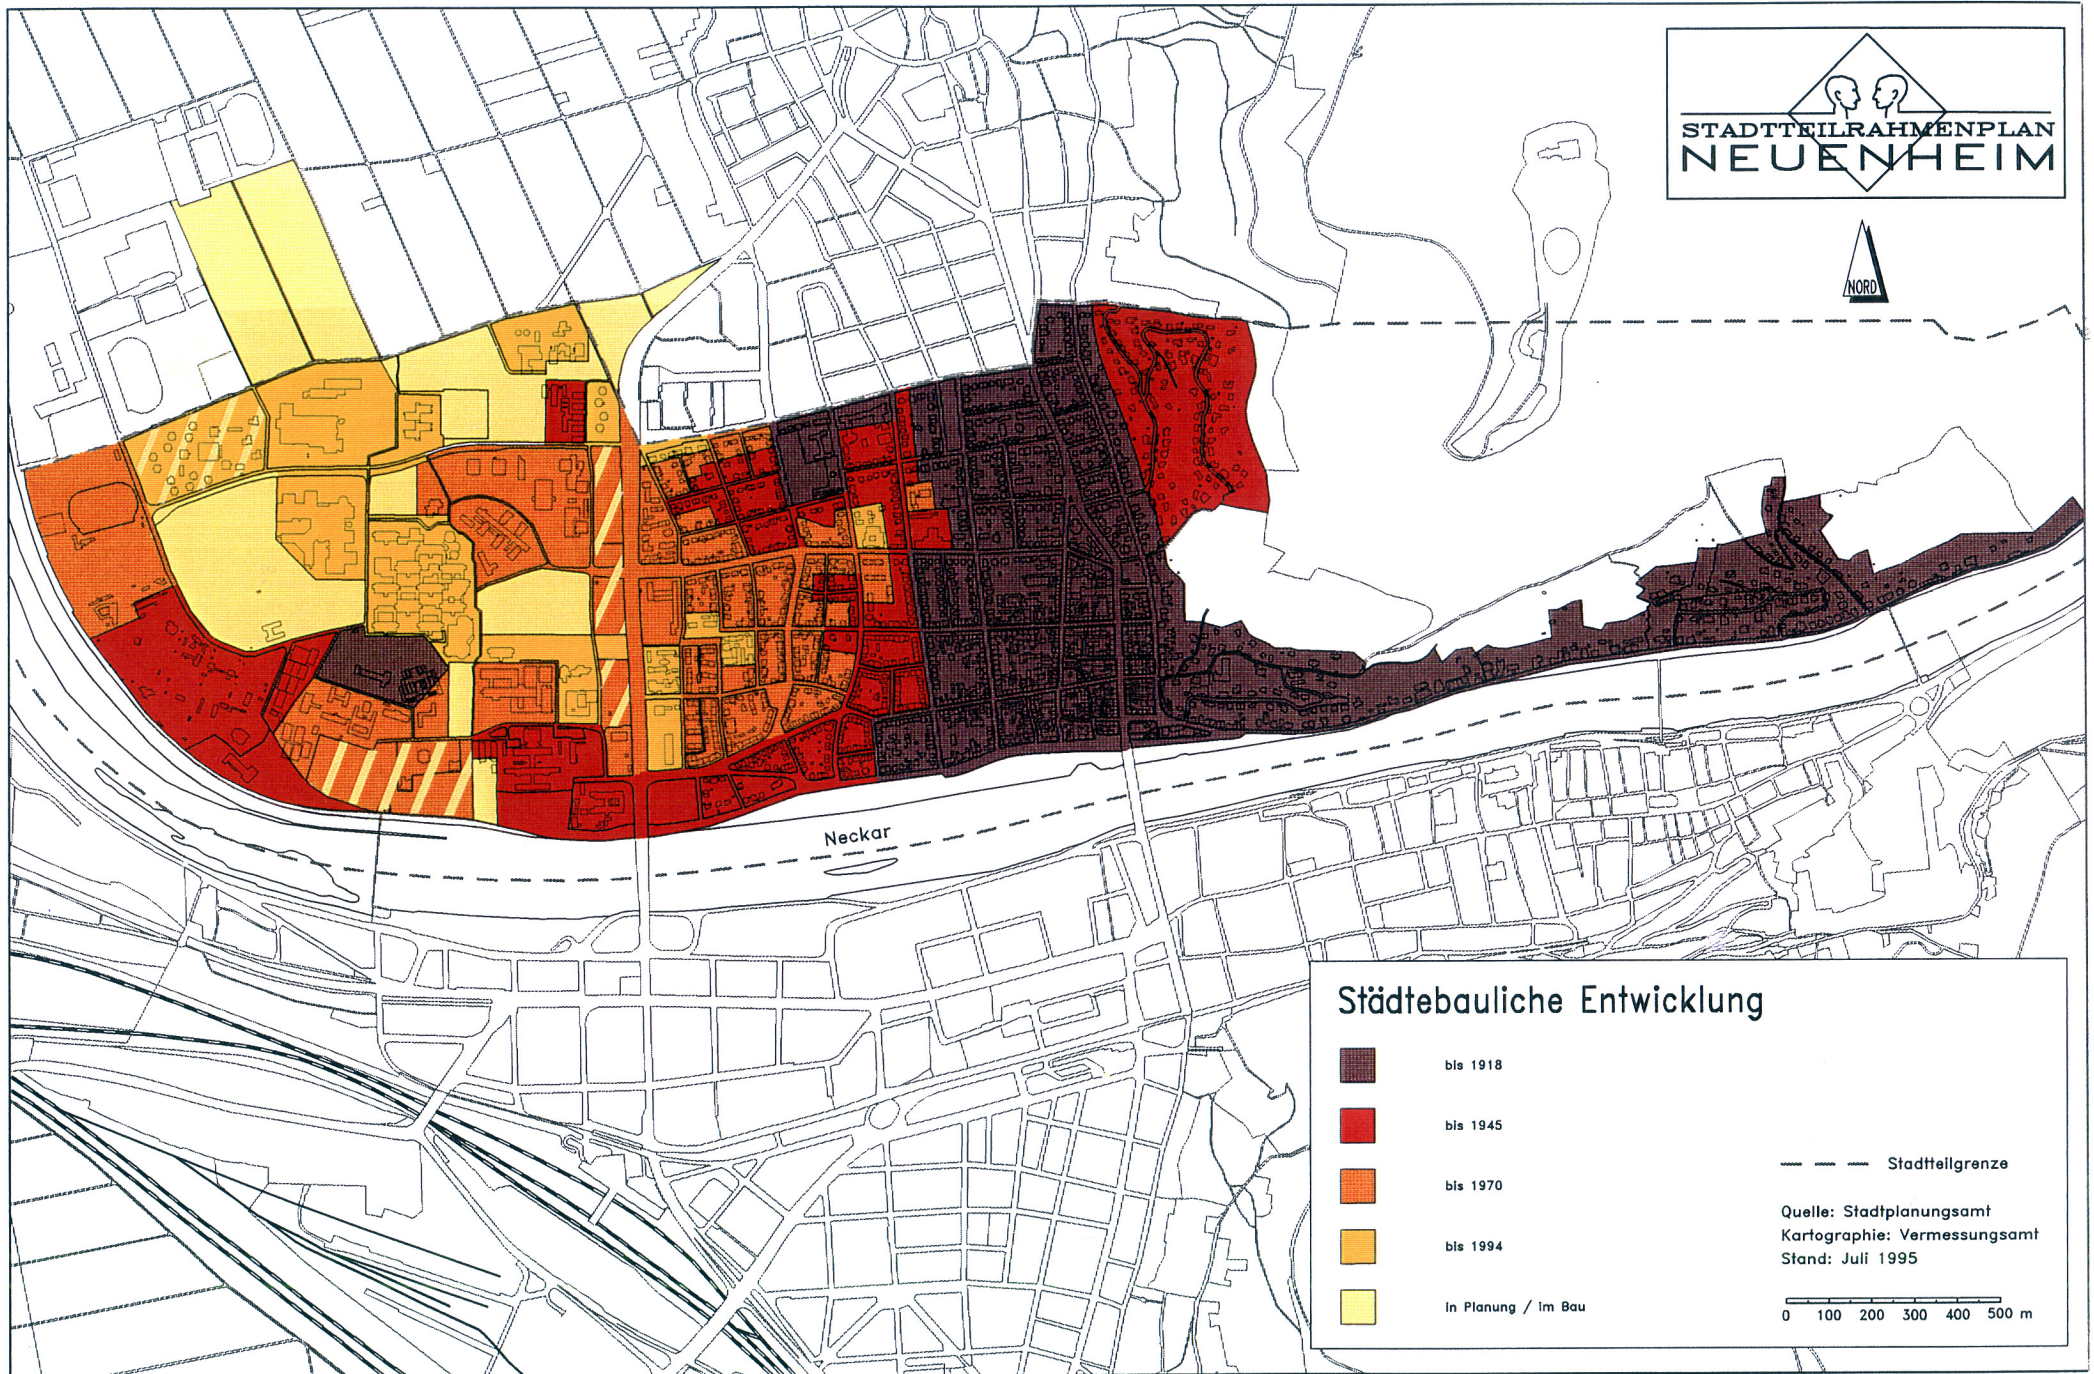 STADTTEILRAHMENPLAN
NEUENHEIM
NORD
Neckar
Städtebauliche Entwicklung
bis 1918
bis 1945
bis 1970
bis 1994
in Planung / im Bau
Stadtteilgrenze
Quelle: Stadtplanungsamt
Kartographie: Vermessungsamt
Stand: Juli 1995
0 100 200 300 400 500 m